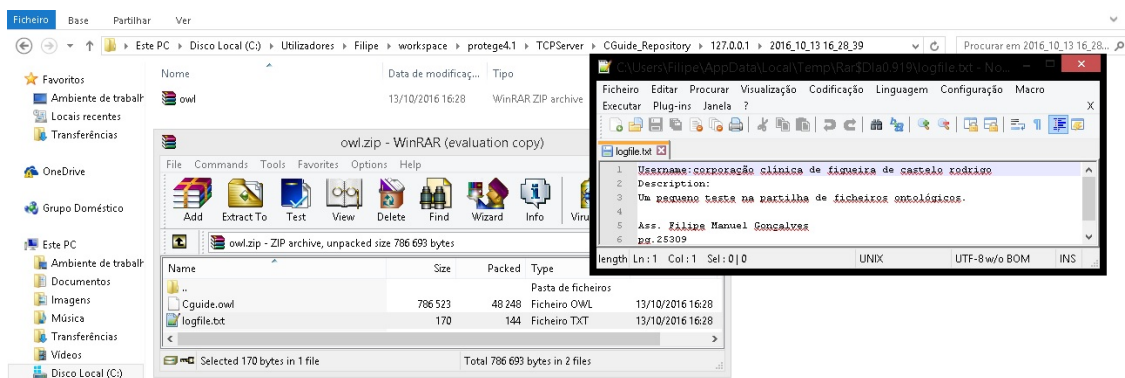 Ficheiro Base Partilhar Ver
Este PC Disco Local (C:) Utilizadores Filipe workspace protege4.1 TCPServer CGuide_Repository 127.0.0.1 2016_10_13 16_28_39
Procurar em 2016_10_13 16_28...
Favoritos
Ambiente de trabalh
Locais recentes
Transferências
OneDrive
Grupo Doméstico
Este PC
Ambiente de trabalh
Documentos
Imagens
Música
Transferências
Vídeos
Disco Local (C:)
Nome Data de modificaç... Tipo
owl 13/10/2016 16:28 WinRAR ZIP archive
owl.zip - WinRAR (evaluation copy)
File Commands Tools Favorites Options Help
Add Extract To Test View Delete Find Wizard Info Viru
owl.zip - ZIP archive, unpacked size 786 693 bytes
Name Size Packed Type
.. Pasta de ficheiros
Cguide.owl 786 523 48 248 Ficheiro OWL 13/10/2016 16:28
logfile.txt 170 144 Ficheiro TXT 13/10/2016 16:28
Selected 170 bytes in 1 file Total 786 693 bytes in 2 files
C:\Users\Filipe\AppData\Local\Temp\Rar$DIa0.919\logfile.txt - No...
Ficheiro Editar Procurar Visualização Codificação Linguagem Configuração Macro
Executar Plug-ins Janela ? X
logfile.txt
1 Username:corporação clínica de figueira de castelo rodrigo
2 Description:
3 Um pequeno teste na partilha de ficheiros ontológicos.
4
5 Ass. Filipe Manuel Gonçalves
6 pg.25309
length Ln : 1 Col : 1 Sel : 0 | 0 UNIX UTF-8 w/o BOM INS